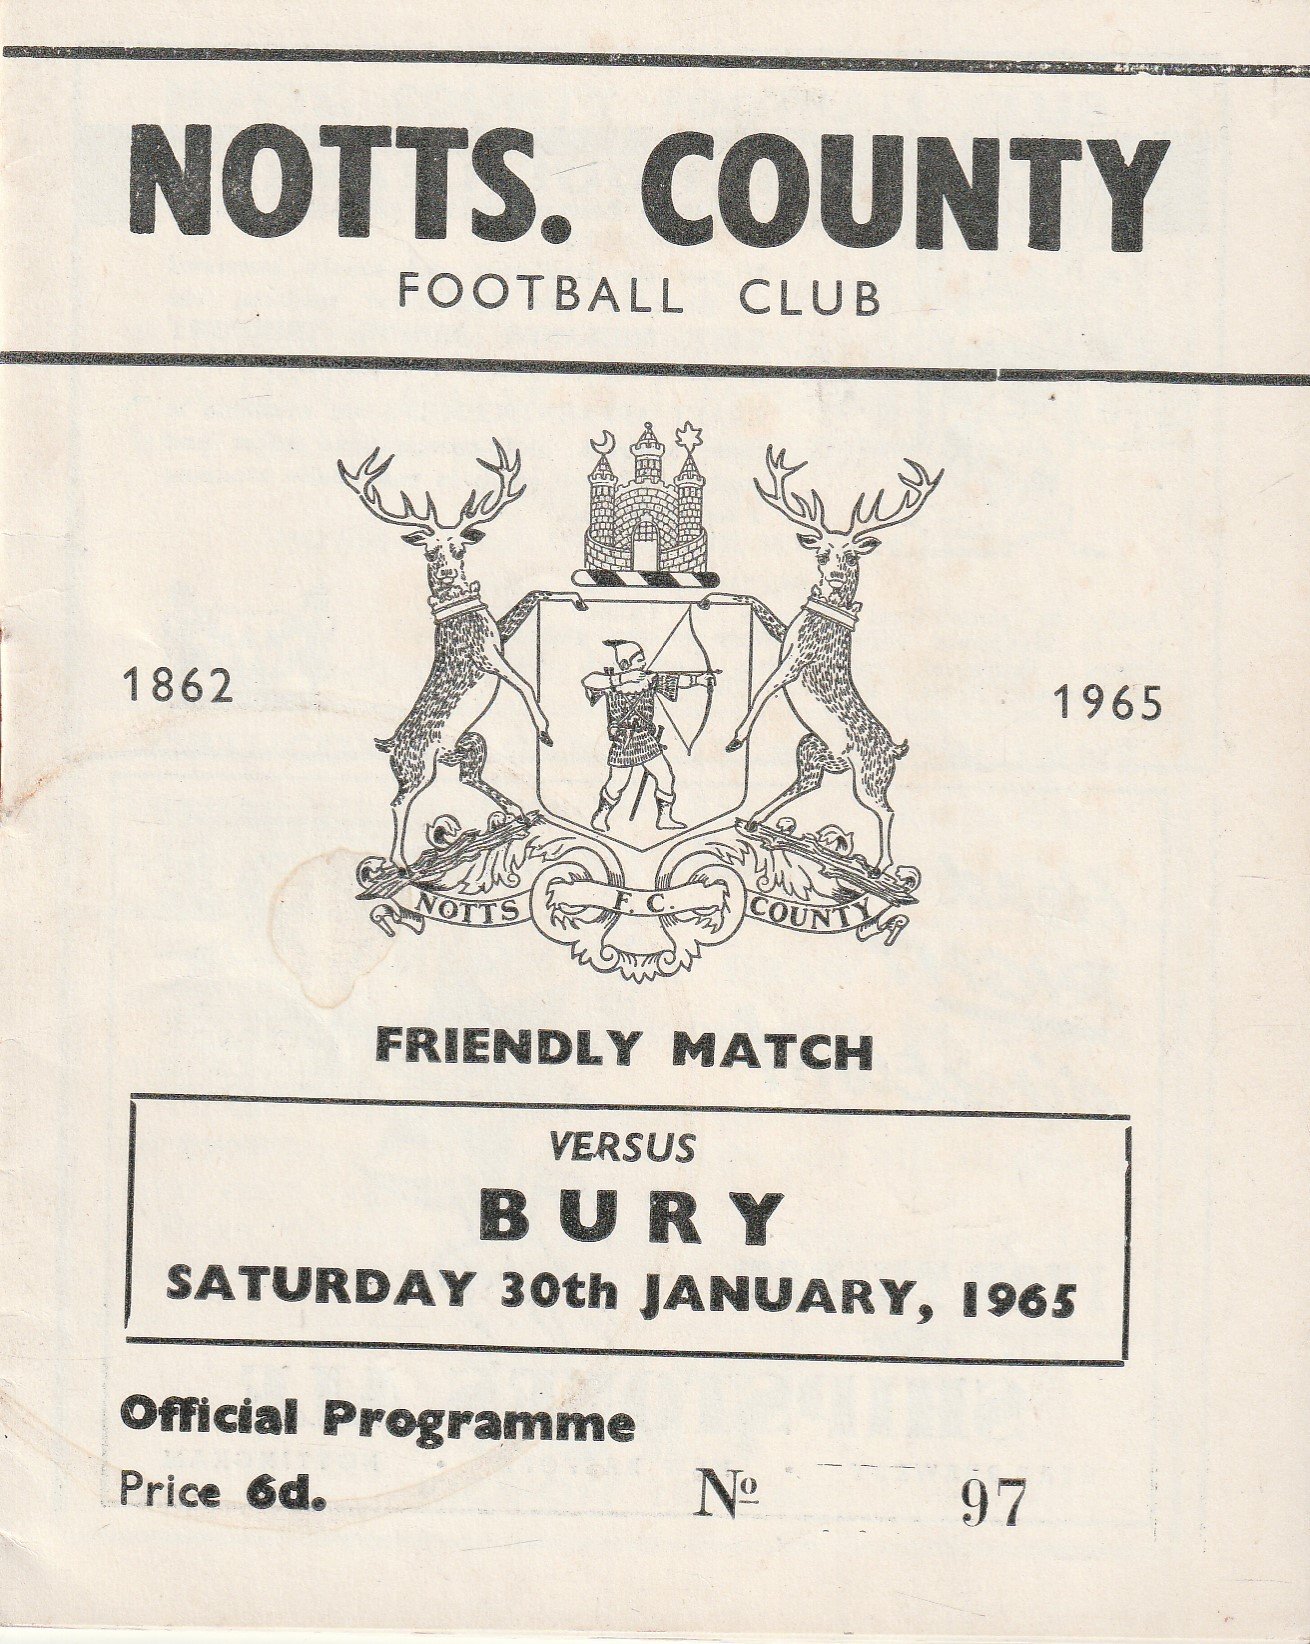 NOTTS. COUNTY
FOOTBALL CLUB
1862
1965
NOTTS F. C. COUNTY
FRIENDLY MATCH
VERSUS
BURY
SATURDAY 30th JANUARY, 1965
Official Programme
Price 6d.
Nº 97